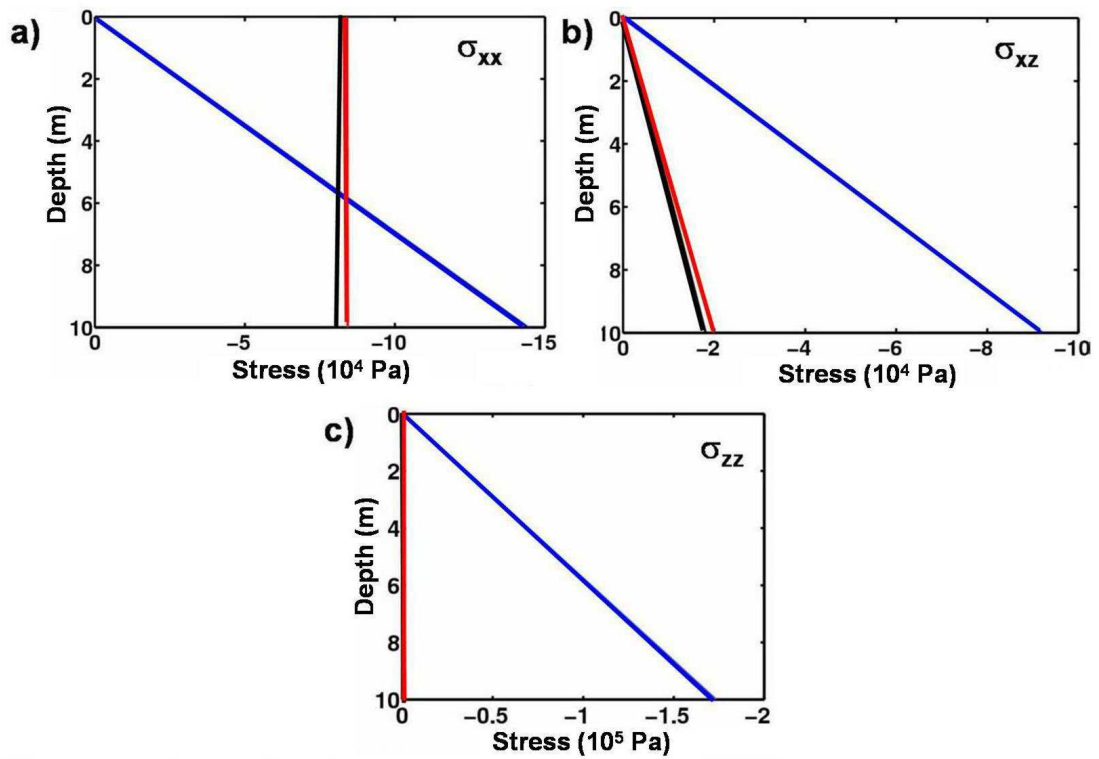 a)
σxx
0
2
4
6
8
10
Depth (m)
0 −5 −10 −15
Stress (10⁴ Pa)
b)
σxz
0
2
4
6
8
10
Depth (m)
0 −2 −4 −6 −8 −10
Stress (10⁴ Pa)
c)
σzz
0
2
4
6
8
10
Depth (m)
0 −0.5 −1 −1.5 −2
Stress (10⁵ Pa)